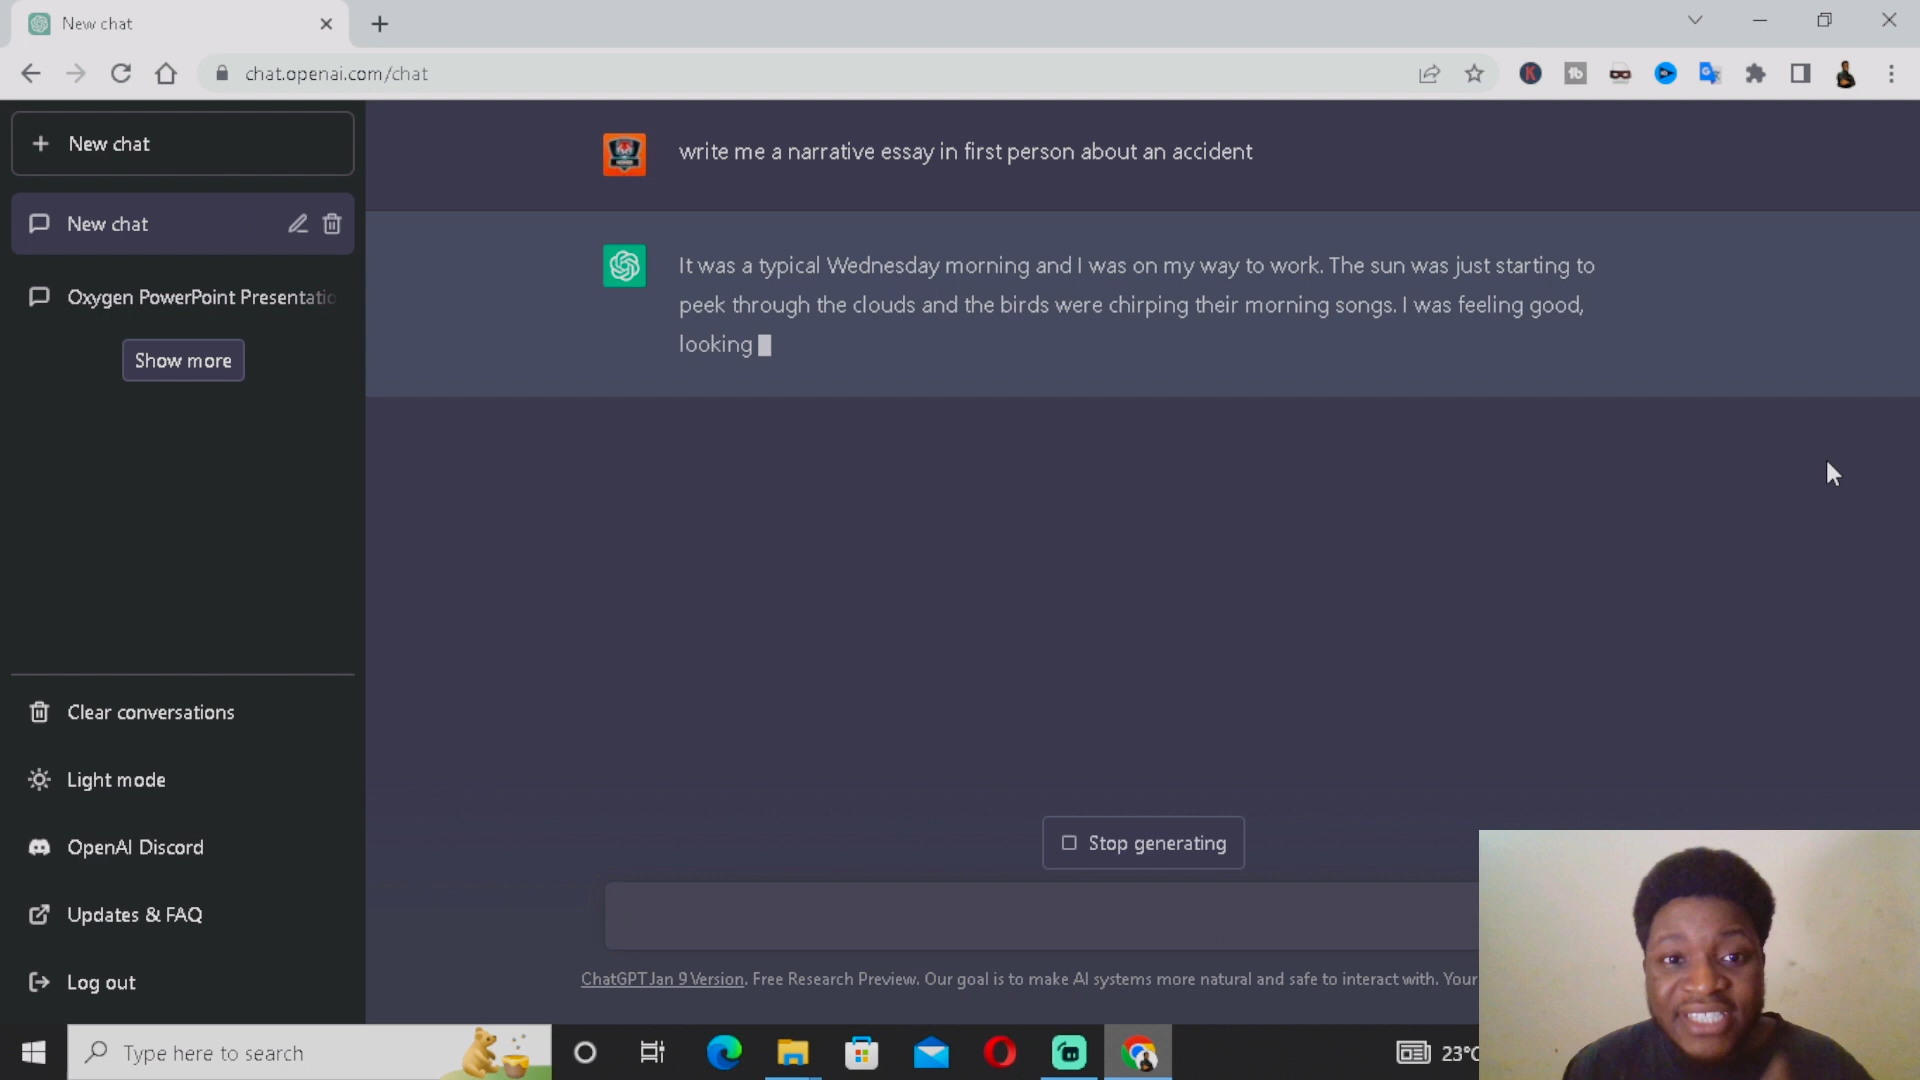 New chat
chat.openai.com/chat
New chat
New chat
Oxygen PowerPoint Presentatio
Show more
write me a narrative essay in first person about an accident
It was a typical Wednesday morning and I was on my way to work. The sun was just starting to
peek through the clouds and the birds were chirping their morning songs. I was feeling good,
looking
Clear conversations
Light mode
OpenAI Discord
Updates & FAQ
Log out
Stop generating
ChatGPT Jan 9 Version. Free Research Preview. Our goal is to make AI systems more natural and safe to interact with. Your
Type here to search
23°C